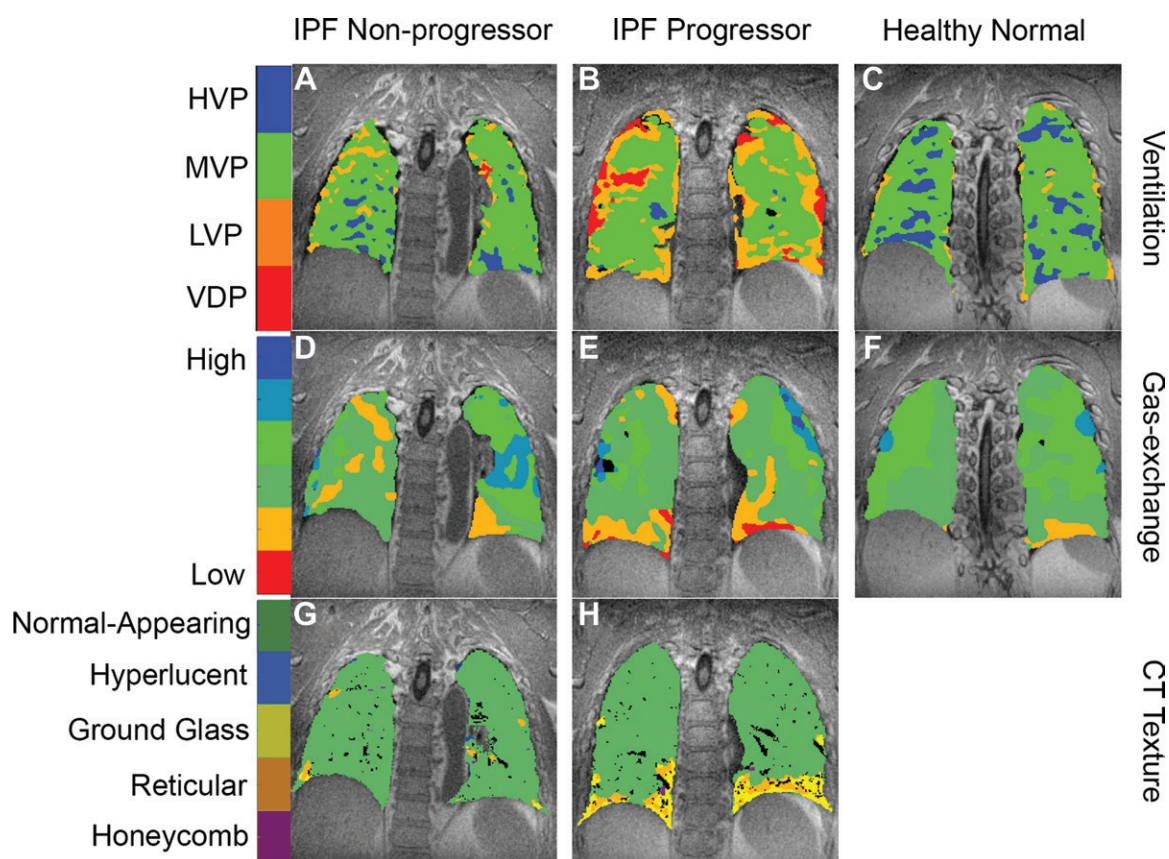 IPF Non-progressor IPF Progressor Healthy Normal
A B C
HVP
MVP
LVP
VDP
Ventilation
D E F
High
Low
Gas-exchange
G H
Normal-Appearing
Hyperlucent
Ground Glass
Reticular
Honeycomb
CT Texture